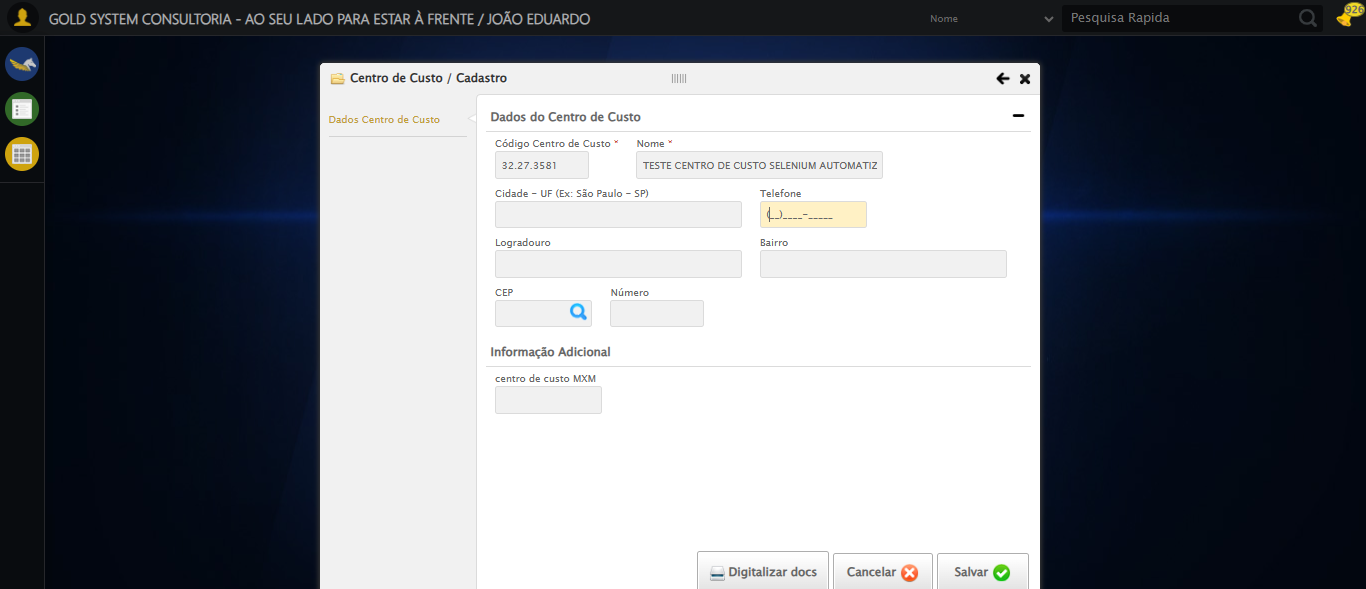 GOLD SYSTEM CONSULTORIA - AO SEU LADO PARA ESTAR À FRENTE / JOÃO EDUARDO
Nome
Pesquisa Rapida
926
Centro de Custo / Cadastro
Dados Centro de Custo
Dados do Centro de Custo
Código Centro de Custo * Nome *
32.27.3581 TESTE CENTRO DE CUSTO SELENIUM AUTOMATIZ
Cidade - UF (Ex: São Paulo - SP) Telefone
(__)____-_____
Logradouro Bairro
CEP Número
Informação Adicional
centro de custo MXM
Digitalizar docs Cancelar Salvar